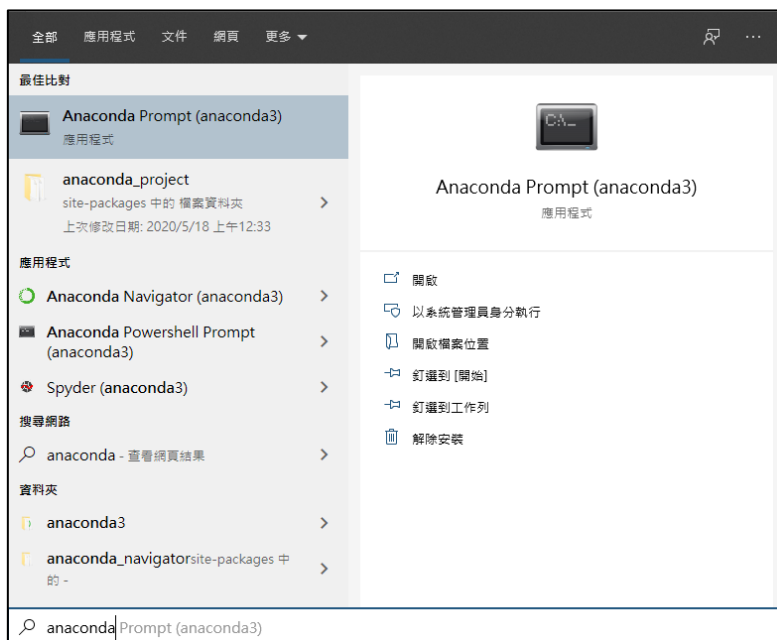 全部 應用程式 文件 網頁 更多
最佳比對
Anaconda Prompt (anaconda3)
應用程式
anaconda_project
site-packages 中的 檔案資料夾
上次修改日期: 2020/5/18 上午12:33
應用程式
Anaconda Navigator (anaconda3)
Anaconda Powershell Prompt
(anaconda3)
Spyder (anaconda3)
搜尋網路
anaconda - 查看網頁結果
資料夾
anaconda3
anaconda_navigatorsite-packages 中
的 -
anaconda Prompt (anaconda3)
C:\_
Anaconda Prompt (anaconda3)
應用程式
開啟
以系統管理員身分執行
開啟檔案位置
釘選到 [開始]
釘選到工作列
解除安裝